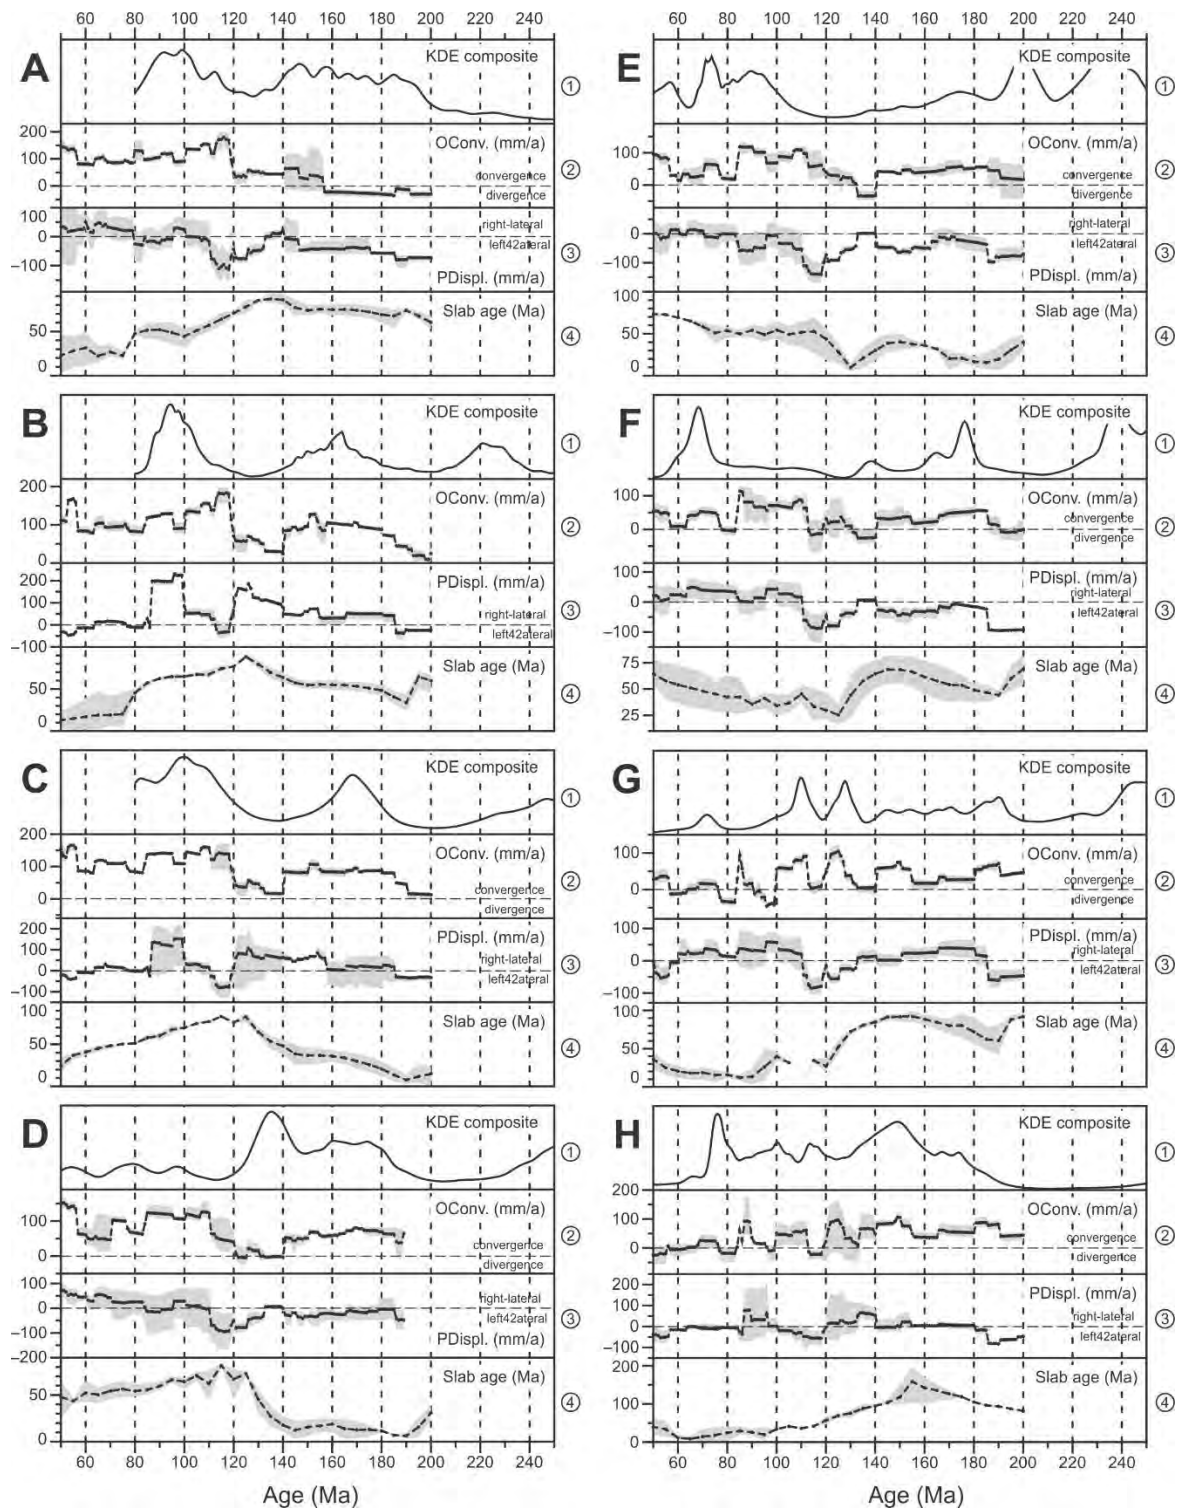 60 80 100 120 140 160 180 200 220 240
A
KDE composite
1
200
100
0
OConv. (mm/a)
convergence
divergence
2
100
0
−100
right-lateral
left42ateral
PDispl. (mm/a)
3
50
0
Slab age (Ma)
4
B
KDE composite
1
200
100
0
OConv. (mm/a)
2
200
100
0
−100
PDispl. (mm/a)
right-lateral
left42ateral
3
100
50
0
Slab age (Ma)
4
C
KDE composite
1
200
100
0
OConv. (mm/a)
convergence
divergence
2
200
100
0
−100
PDispl. (mm/a)
right-lateral
left42ateral
3
100
50
0
Slab age (Ma)
4
D
KDE composite
1
100
0
OConv. (mm/a)
convergence
divergence
2
100
0
−100
−200
right-lateral
left42ateral
PDispl. (mm/a)
3
50
0
Slab age (Ma)
4
60 80 100 120 140 160 180 200 220 240
Age (Ma)
60 80 100 120 140 160 180 200 220 240
E
KDE composite
1
100
0
OConv. (mm/a)
convergence
divergence
2
0
−100
right-lateral
left42ateral
PDispl. (mm/a)
3
100
50
0
Slab age (Ma)
4
F
KDE composite
1
100
0
OConv. (mm/a)
convergence
divergence
2
100
0
−100
PDispl. (mm/a)
right-lateral
left42ateral
3
75
50
25
Slab age (Ma)
4
G
KDE composite
1
100
0
OConv. (mm/a)
convergence
divergence
2
100
0
−100
PDispl. (mm/a)
right-lateral
left42ateral
3
100
50
0
Slab age (Ma)
4
H
KDE composite
1
200
100
0
OConv. (mm/a)
convergence
divergence
2
200
100
0
−100
PDispl. (mm/a)
right-lateral
left42ateral
3
200
100
0
Slab age (Ma)
4
60 80 100 120 140 160 180 200 220 240
Age (Ma)